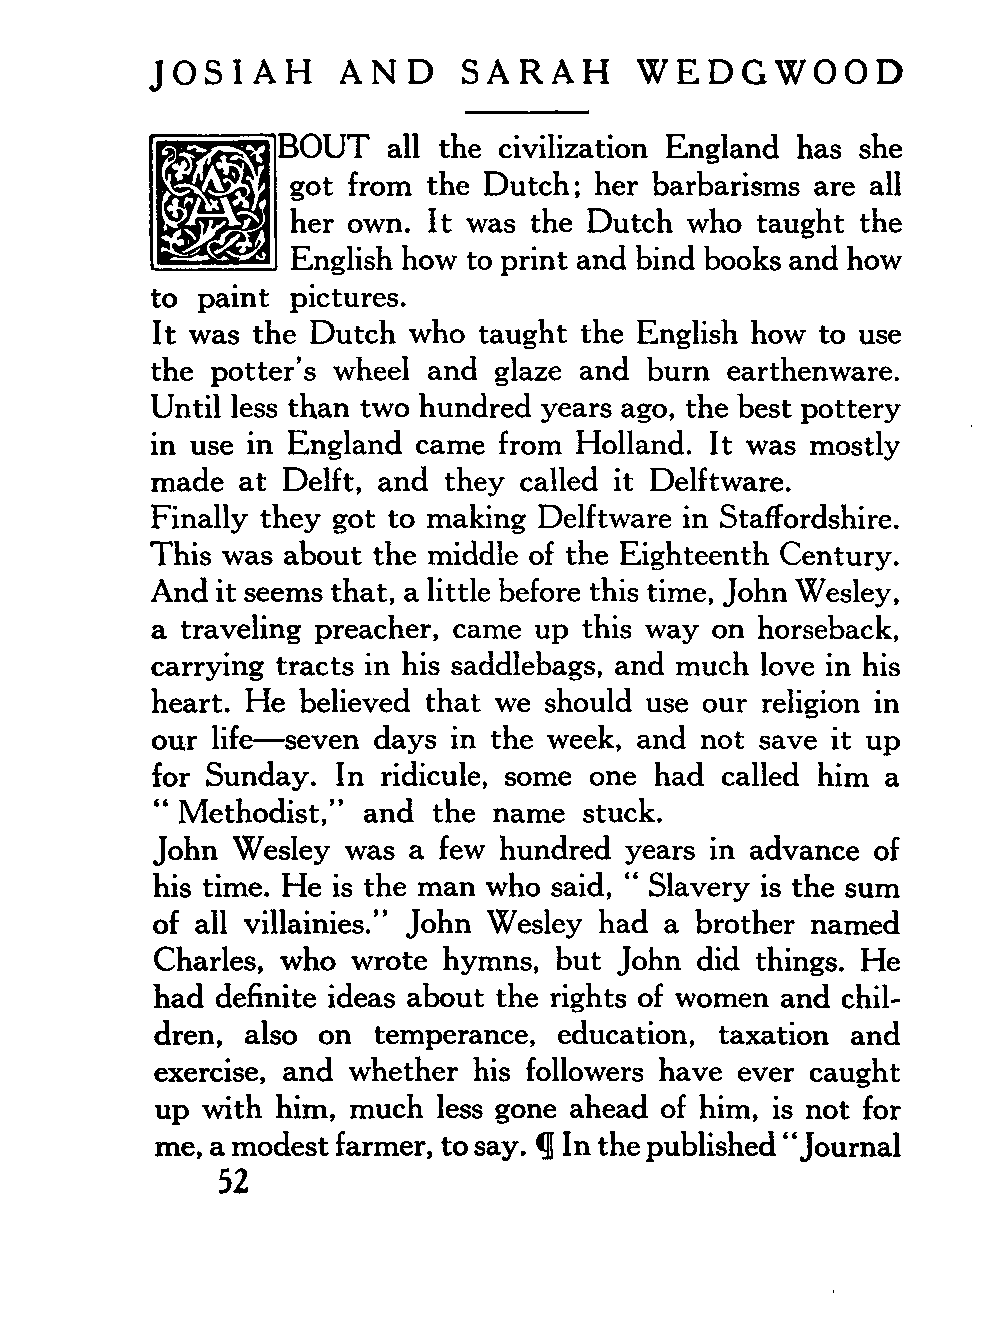 JOSIAH AND SARAH WEDGWOOD
ABOUT all the civilization England has she
got from the Dutch; her barbarisms are all
her own. It was the Dutch who taught the
English how to print and bind books and how
to paint pictures.
It was the Dutch who taught the English how to use
the potter's wheel and glaze and burn earthenware.
Until less than two hundred years ago, the best pottery
in use in England came from Holland. It was mostly
made at Delft, and they called it Delftware.
Finally they got to making Delftware in Staffordshire.
This was about the middle of the Eighteenth Century.
And it seems that, a little before this time, John Wesley,
a traveling preacher, came up this way on horseback,
carrying tracts in his saddlebags, and much love in his
heart. He believed that we should use our religion in
our life—seven days in the week, and not save it up
for Sunday. In ridicule, some one had called him a
“ Methodist,” and the name stuck.
John Wesley was a few hundred years in advance of
his time. He is the man who said, “ Slavery is the sum
of all villainies.” John Wesley had a brother named
Charles, who wrote hymns, but John did things. He
had definite ideas about the rights of women and chil-
dren, also on temperance, education, taxation and
exercise, and whether his followers have ever caught
up with him, much less gone ahead of him, is not for
me, a modest farmer, to say. ¶ In the published “Journal
52